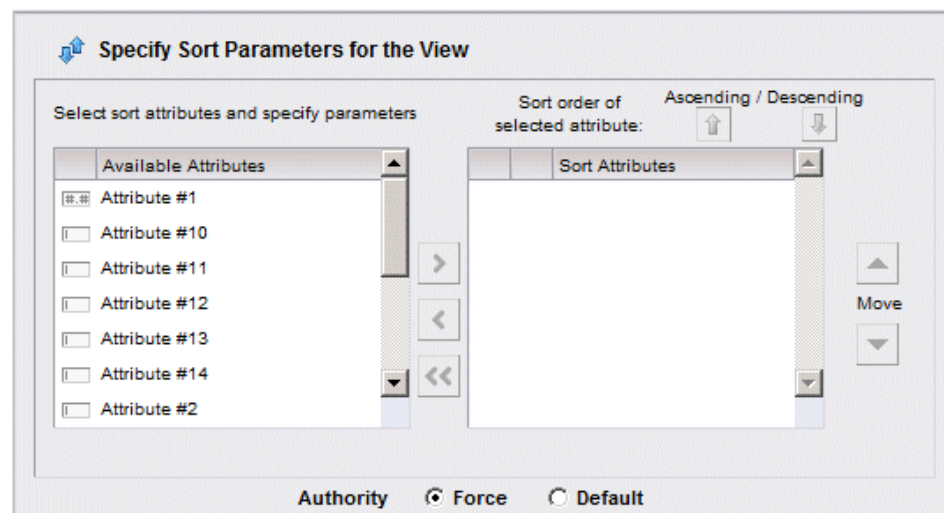 Specify Sort Parameters for the View
Select sort attributes and specify parameters
Sort order of
selected attribute:
Ascending / Descending
Available Attributes
#.# Attribute #1
Attribute #10
Attribute #11
Attribute #12
Attribute #13
Attribute #14
Attribute #2
Sort Attributes
Move
Authority Force Default